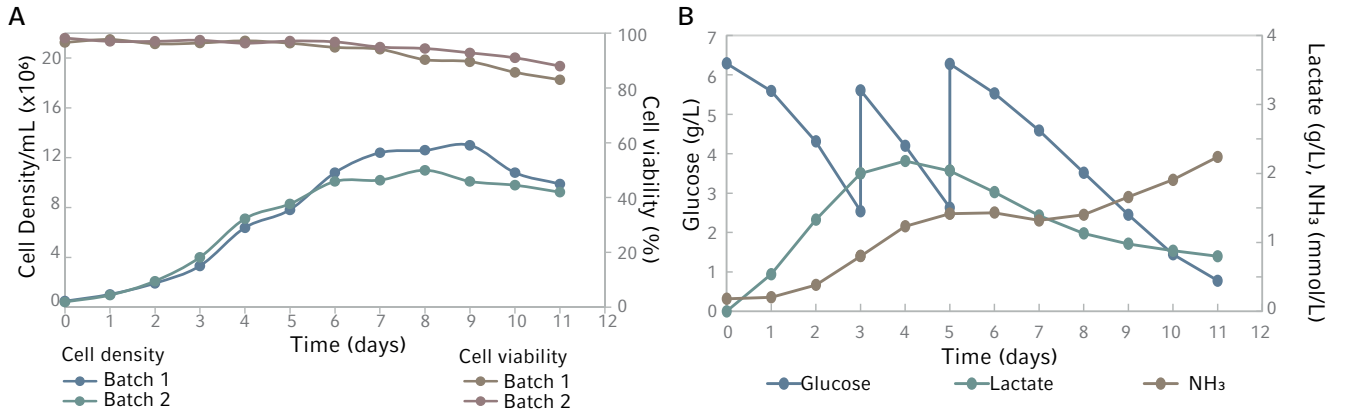 A
Cell Density/mL (x10⁶)
20
16
12
8
4
0
100
80
60
40
20
0
Cell viability (%)
0 1 2 3 4 5 6 7 8 9 10 11 12
Time (days)
Cell density
Batch 1
Batch 2
Cell viability
Batch 1
Batch 2
B
Glucose (g/L)
7
6
5
4
3
2
1
0
4
3
2
1
0
Lactate (g/L), NH₃ (mmol/L)
0 1 2 3 4 5 6 7 8 9 10 11 12
Time (days)
Glucose
Lactate
NH₃